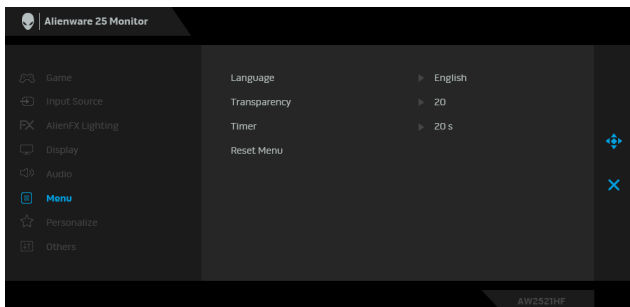 Alienware 25 Monitor
Game
Input Source
AlienFX Lighting
Display
Audio
Menu
Personalize
Others
Language English
Transparency 20
Timer 20 s
Reset Menu
AW2521HF